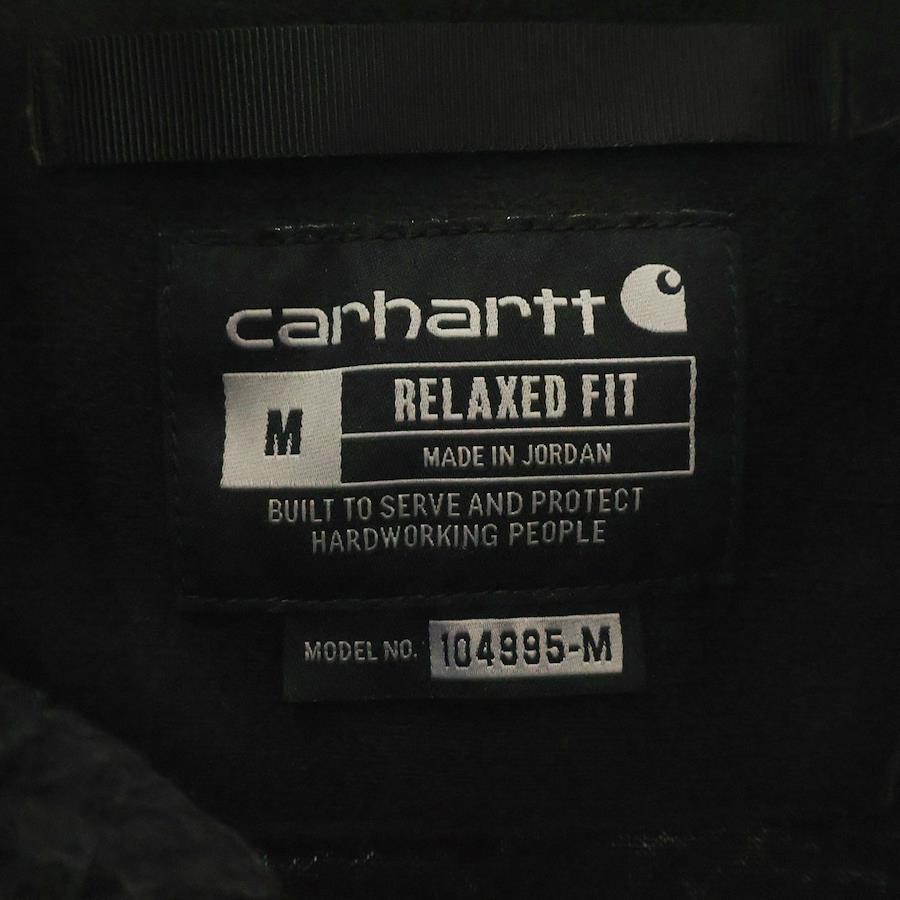 carhartt
M
RELAXED FIT
MADE IN JORDAN
BUILT TO SERVE AND PROTECT
HARDWORKING PEOPLE
MODEL NO. 104995-M